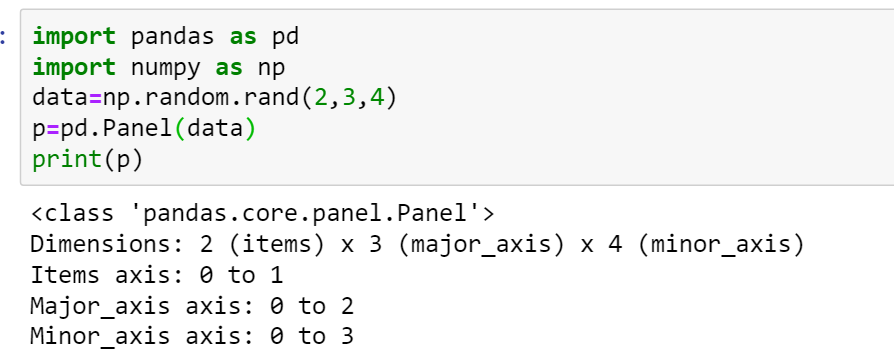 :
import pandas as pd
import numpy as np
data=np.random.rand(2,3,4)
p=pd.Panel(data)
print(p)
<class 'pandas.core.panel.Panel'>
Dimensions: 2 (items) x 3 (major_axis) x 4 (minor_axis)
Items axis: 0 to 1
Major_axis axis: 0 to 2
Minor_axis axis: 0 to 3